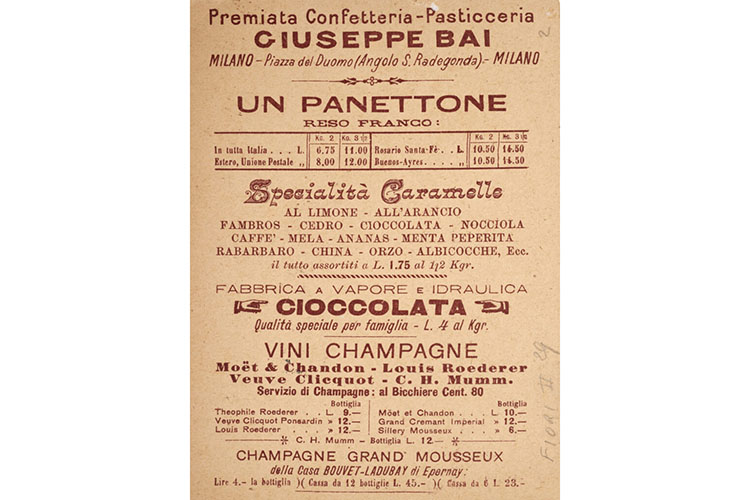 Premiata Confetteria-Pasticceria
GIUSEPPE BAI
MILANO - Piazza del Duomo (Angolo S. Radegonda) - MILANO
UN PANETTONE
RESO FRANCO:
Kg. 2 Kg. 3 1/2 Kg. 2 Kg. 3 1/2
In tutta Italia . . . L. 6.75 11.00 Rosario Santa-Fè . . L. 10.50 14.50
Estero, Unione Postale „ 8,00 12.00 Buenos-Ayres . . . . . „ 10.50 14.50
Specialità Caramelle
AL LIMONE - ALL'ARANCIO
FAMBROS - CEDRO - CIOCCOLATA - NOCCIOLA
CAFFE' - MELA - ANANAS - MENTA PEPERITA
RABARBARO - CHINA - ORZO - ALBICOCCHE, Ecc.
il tutto assortiti a L. 1.75 al 1/2 Kgr.
FABBRICA A VAPORE E IDRAULICA
CIOCCOLATA
Qualità speciale per famiglia - L. 4 al Kgr.
VINI CHAMPAGNE
Moët & Chandon - Louis Roederer
Veuve Clicquot - C. H. Mumm.
Servizio di Champagne: al Bicchiere Cent. 80
Bottiglia Bottiglia
Theophile Roederer . . L. 9.— Möet et Chandon . . . L. 10.—
Veuve Clicquot Ponsardin » 12.— Grand Cremant Imperial » 12.—
Louis Roederer . . . » 12.— Sillery Mousseux . . . » 6.—
C. H. Mumm - Bottiglia L. 12.—
CHAMPAGNE GRAND' MOUSSEUX
della Casa BOUVET-LADUBAY di Epernay:
Lire 4.- la bottiglia )( Cassa da 12 bottiglie L. 45.- )( Cassa da 6 L. 23.-
2